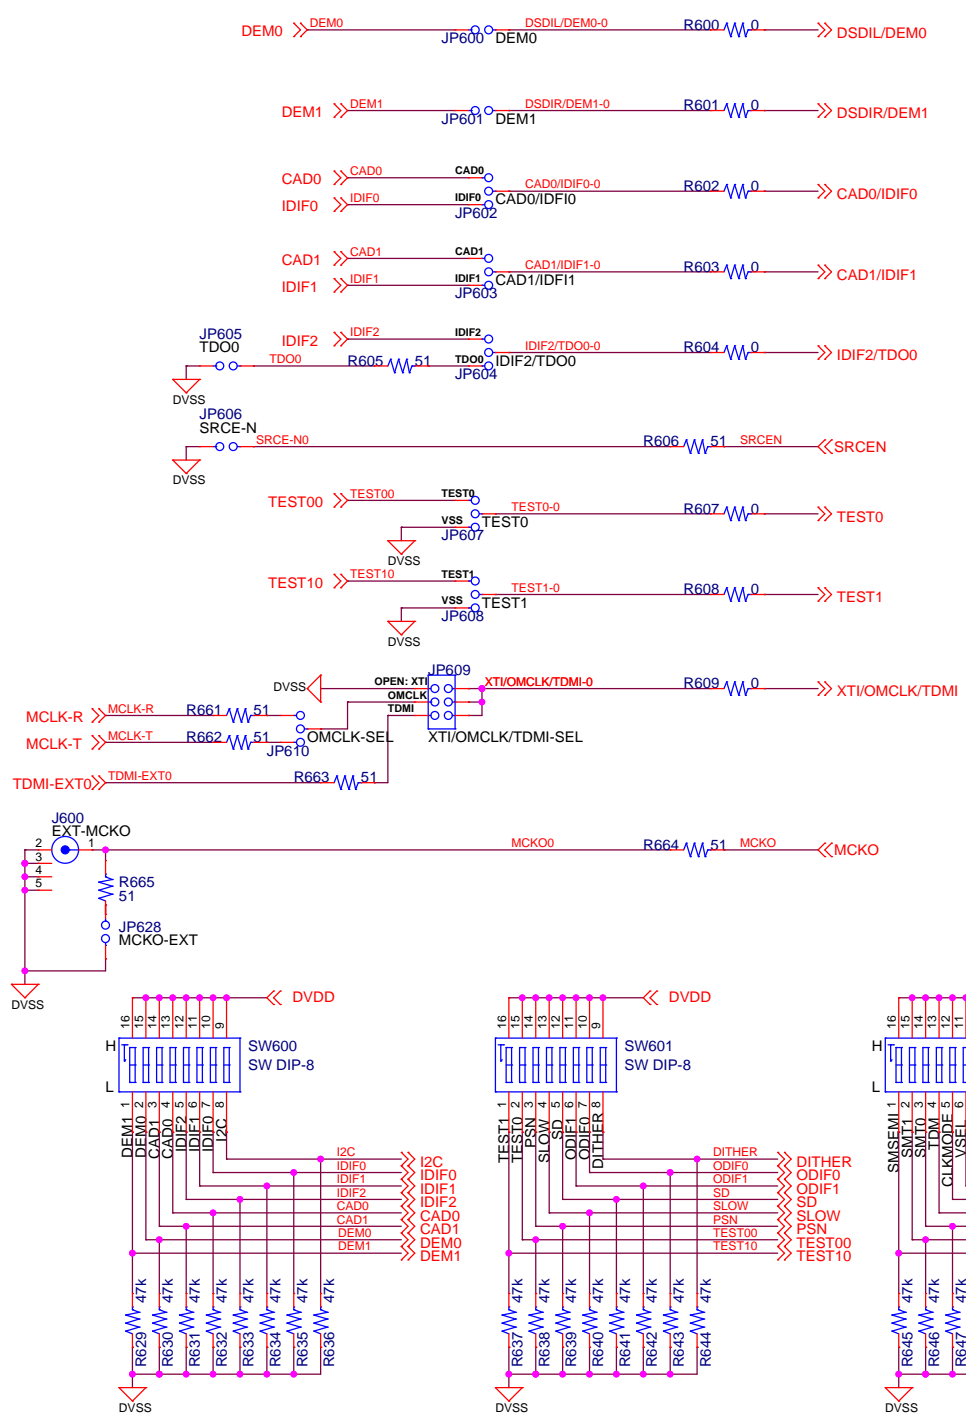 DEM0 DEM0 JP600 DEM0 DSDIL/DEM0-0 R600 0 DSDIL/DEM0
DEM1 DEM1 JP601 DEM1 DSDIR/DEM1-0 R601 0 DSDIR/DEM1
CAD0 CAD0 CAD0
CAD0/IDIF0-0 R602 0 CAD0/IDIF0
IDIF0 IDIF0 IDIF0 CAD0/IDFI0
JP602
CAD1 CAD1 CAD1
CAD1/IDIF1-0 R603 0 CAD1/IDIF1
IDIF1 IDIF1 IDIF1 CAD1/IDFI1
JP603
JP605
TDO0
IDIF2 IDIF2 IDIF2
IDIF2/TDO0-0 R604 0 IDIF2/TDO0
TDO0 R605 51 TDO0 IDIF2/TDO0
JP604
DVSS
JP606
SRCE-N
SRCE-N0 R606 51 SRCEN SRCEN
DVSS
TEST00 TEST00 TEST0
TEST0-0 R607 0 TEST0
VSS TEST0
JP607
DVSS
TEST10 TEST10 TEST1
TEST1-0 R608 0 TEST1
VSS TEST1
JP608
DVSS
JP609
DVSS OPEN: XTI XTI/OMCLK/TDMI-0 R609 0 XTI/OMCLK/TDMI
OMCLK
TDMI
MCLK-R MCLK-R R661 51
OMCLK-SEL XTI/OMCLK/TDMI-SEL
MCLK-T MCLK-T R662 51 JP610
TDMI-EXT0 TDMI-EXT0 R663 51
J600
EXT-MCKO
2 1 MCKO0 R664 51 MCKO MCKO
3
4
5
R665
51
JP628
MCKO-EXT
DVSS
DVDD
16 15 14 13 12 11 10 9
H
L
SW600
SW DIP-8
1 2 3 4 5 6 7 8
DEM1 DEM0 CAD1 CAD0 IDIF2 IDIF1 IDIF0 I2C
I2C I2C
IDIF0 IDIF0
IDIF1 IDIF1
IDIF2 IDIF2
CAD0 CAD0
CAD1 CAD1
DEM0 DEM0
DEM1 DEM1
47k 47k 47k 47k 47k 47k 47k 47k
R629 R630 R631 R632 R633 R634 R635 R636
DVSS
DVDD
16 15 14 13 12 11 10 9
SW601
SW DIP-8
1 2 3 4 5 6 7 8
TEST1 TEST0 PSN SLOW SD ODIF1 ODIF0 DITHER
DITHER DITHER
ODIF0 ODIF0
ODIF1 ODIF1
SD SD
SLOW SLOW
PSN PSN
TEST00 TEST00
TEST10 TEST10
47k 47k 47k 47k 47k 47k 47k 47k
R637 R638 R639 R640 R641 R642 R643 R644
DVSS
16 15 14 13 12 11
H
L
1 2 3 4 5 6
SMSEMI SMT1 SMT0 TDM CLKMODE VSEL
47k 47k 47k
R645 R646 R647
DVSS